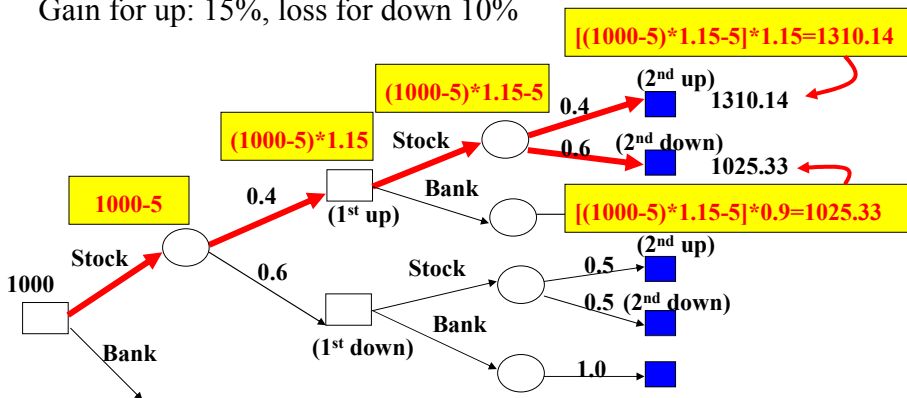 Gain for up: 15%, loss for down 10%
[(1000-5)*1.15-5]*1.15=1310.14
(2nd up)
(1000-5)*1.15-5
0.4
1310.14
(1000-5)*1.15
Stock
0.6
(2nd down)
1025.33
1000-5
0.4
Bank
[(1000-5)*1.15-5]*0.9=1025.33
(1st up)
(2nd up)
Stock
0.6
Stock
0.5
1000
0.5
(2nd down)
Bank
(1st down)
Bank
1.0